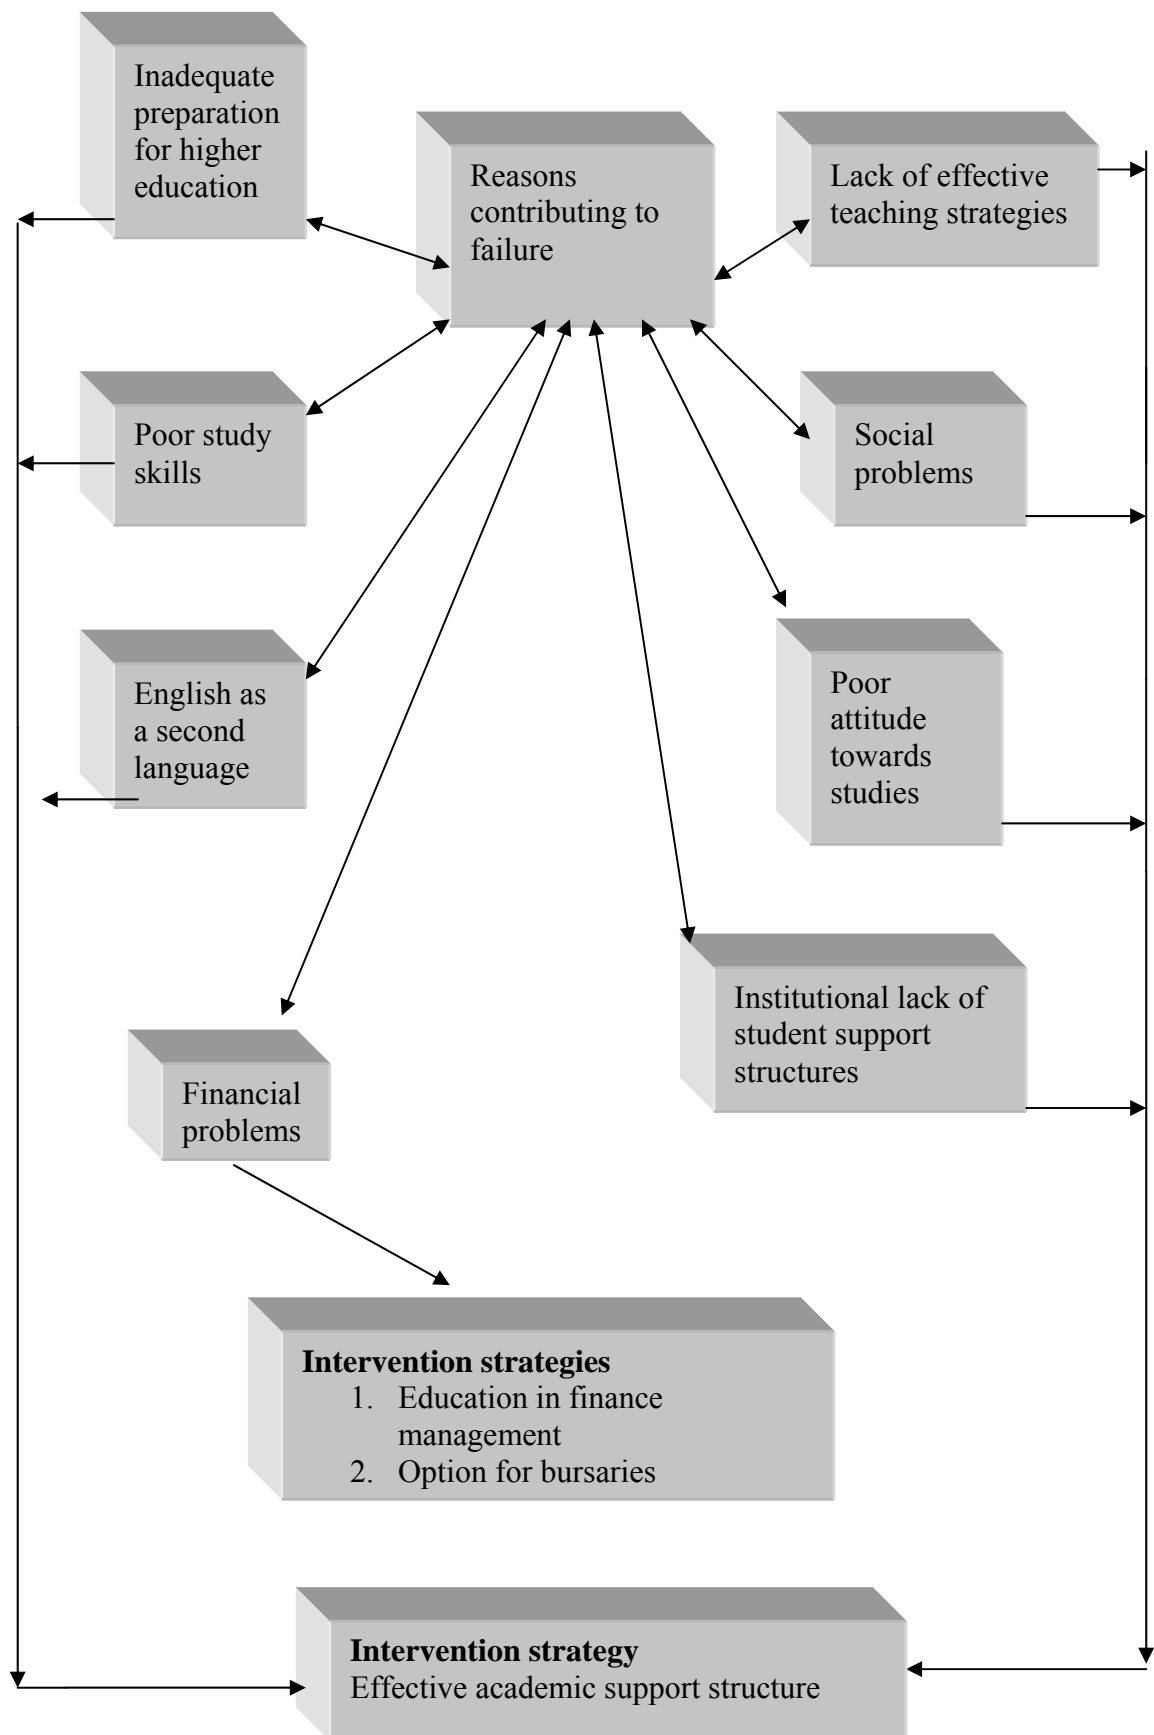 Inadequate
preparation
for higher
education
Reasons
contributing to
failure
Lack of effective
teaching strategies
Poor study
skills
Social
problems
English as
a second
language
Poor
attitude
towards
studies
Institutional lack of
student support
structures
Financial
problems
Intervention strategies
1. Education in finance
management
2. Option for bursaries
Intervention strategy
Effective academic support structure